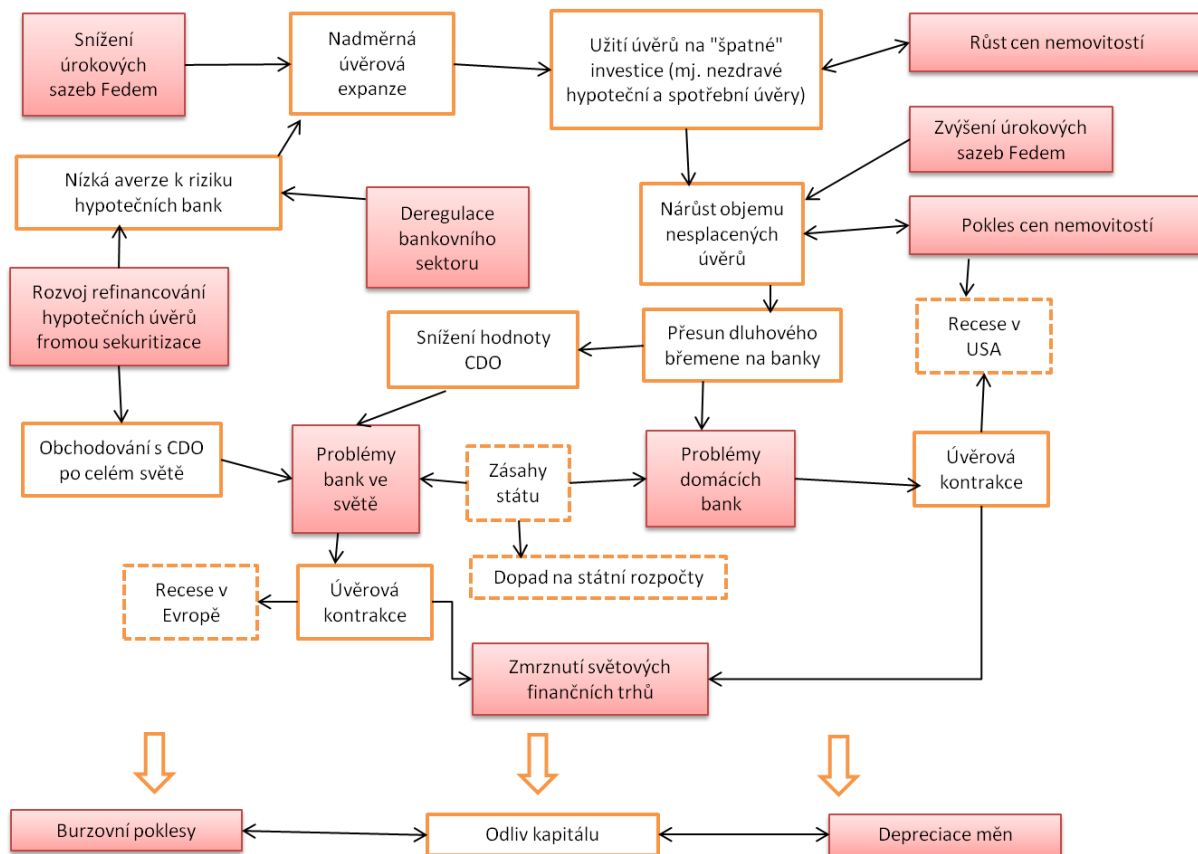 Snížení
úrokových
sazeb Fedem
Nadměrná
úvěrová
expanze
Užití úvěrů na "špatné"
investice (mj. nezdravé
hypoteční a spotřební úvěry)
Růst cen nemovitostí
Zvýšení úrokových
sazeb Fedem
Nízká averze k riziku
hypotečních bank
Deregulace
bankovního
sektoru
Nárůst objemu
nesplacených
úvěrů
Pokles cen nemovitostí
Rozvoj refinancování
hypotečních úvěrů
fromou sekuritizace
Snížení hodnoty
CDO
Přesun dluhového
břemene na banky
Recese v
USA
Obchodování s CDO
po celém světě
Problémy
bank ve
světě
Zásahy
státu
Problémy
domácích
bank
Úvěrová
kontrakce
Recese v
Evropě
Úvěrová
kontrakce
Dopad na státní rozpočty
Zmrznutí světových
finančních trhů
Burzovní poklesy
Odliv kapitálu
Depreciace měn